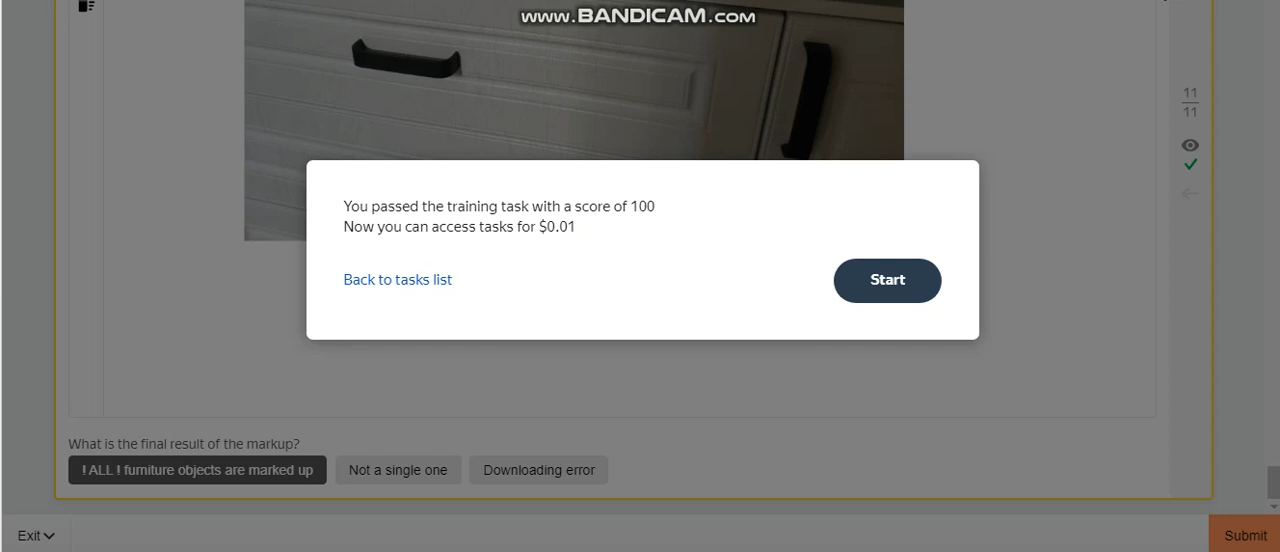 www.BANDICAM.com
11
11
You passed the training task with a score of 100
Now you can access tasks for $0.01
Back to tasks list
Start
What is the final result of the markup?
! ALL ! furniture objects are marked up
Not a single one
Downloading error
Exit
Submit